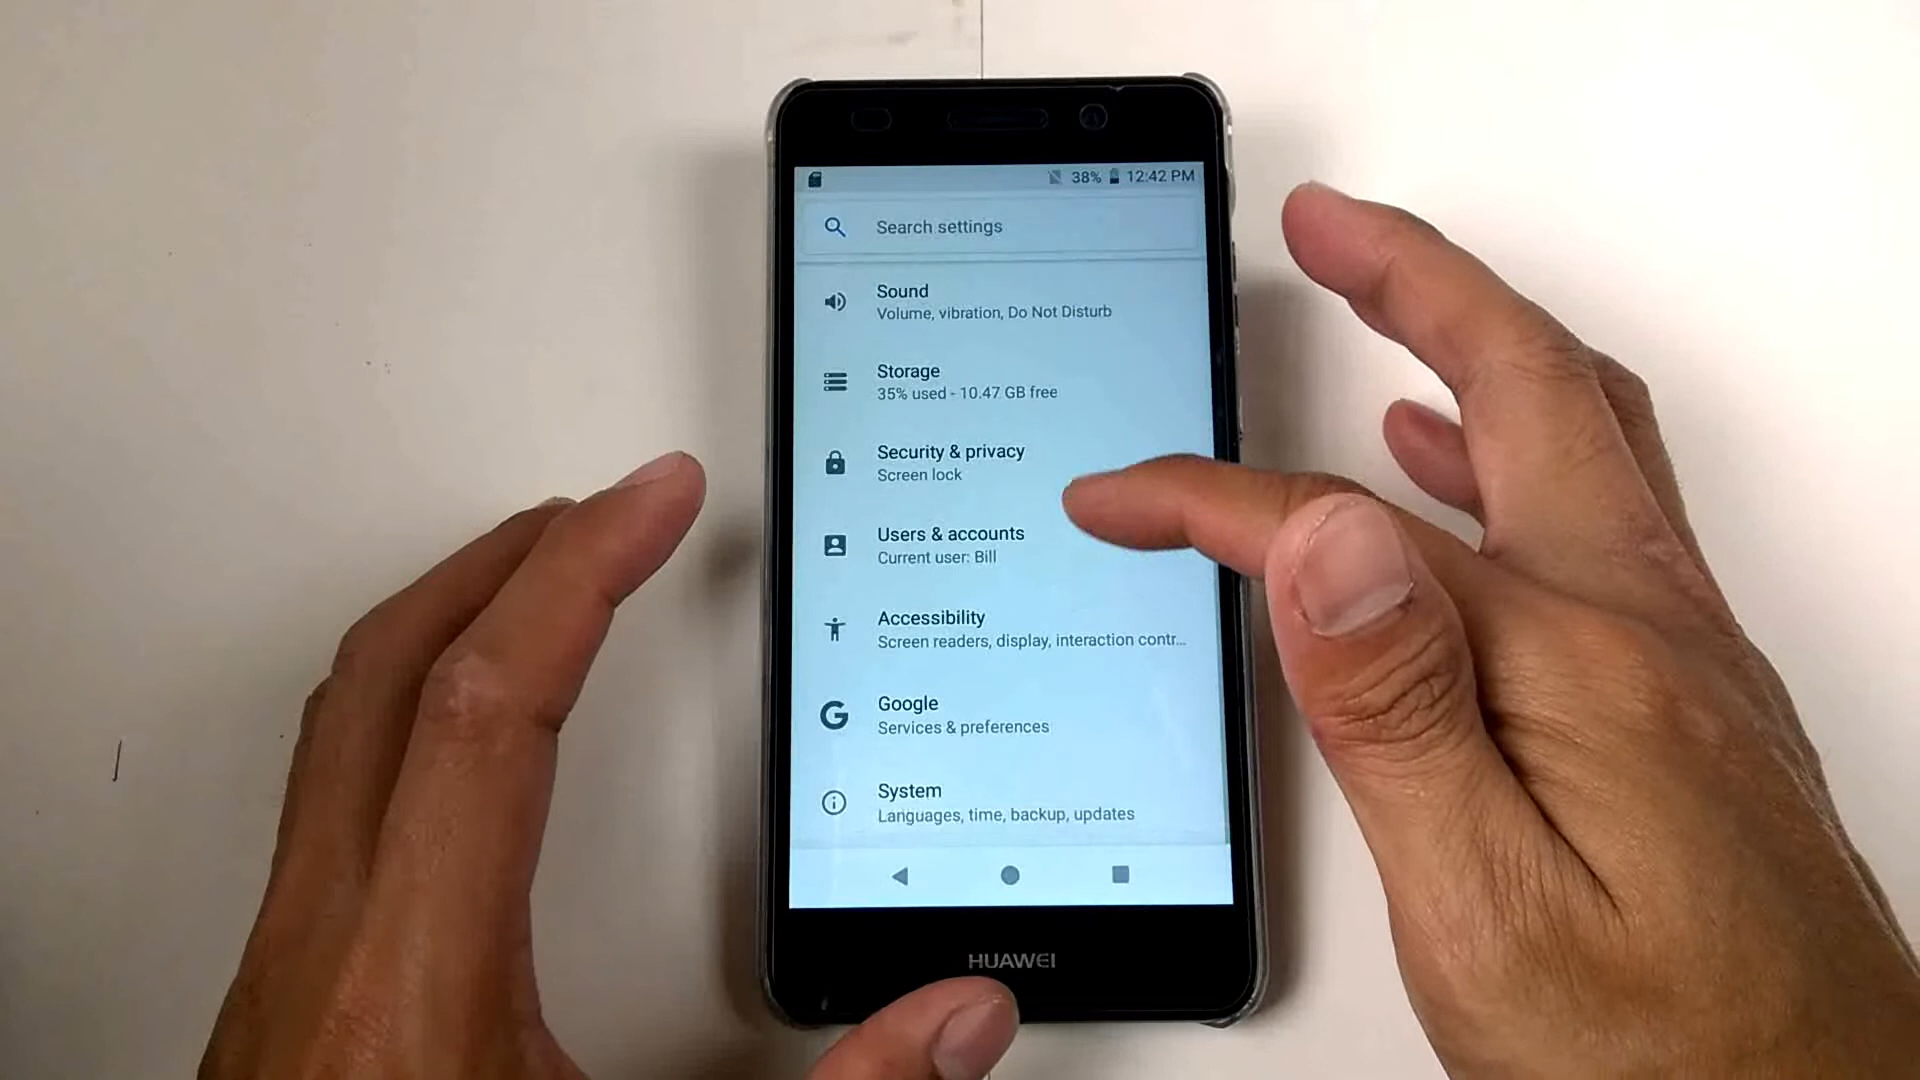 38% 12:42 PM
Search settings
Sound
Volume, vibration, Do Not Disturb
Storage
35% used - 10.47 GB free
Security & privacy
Screen lock
Users & accounts
Current user: Bill
Accessibility
Screen readers, display, interaction contr...
Google
Services & preferences
System
Languages, time, backup, updates
HUAWEI